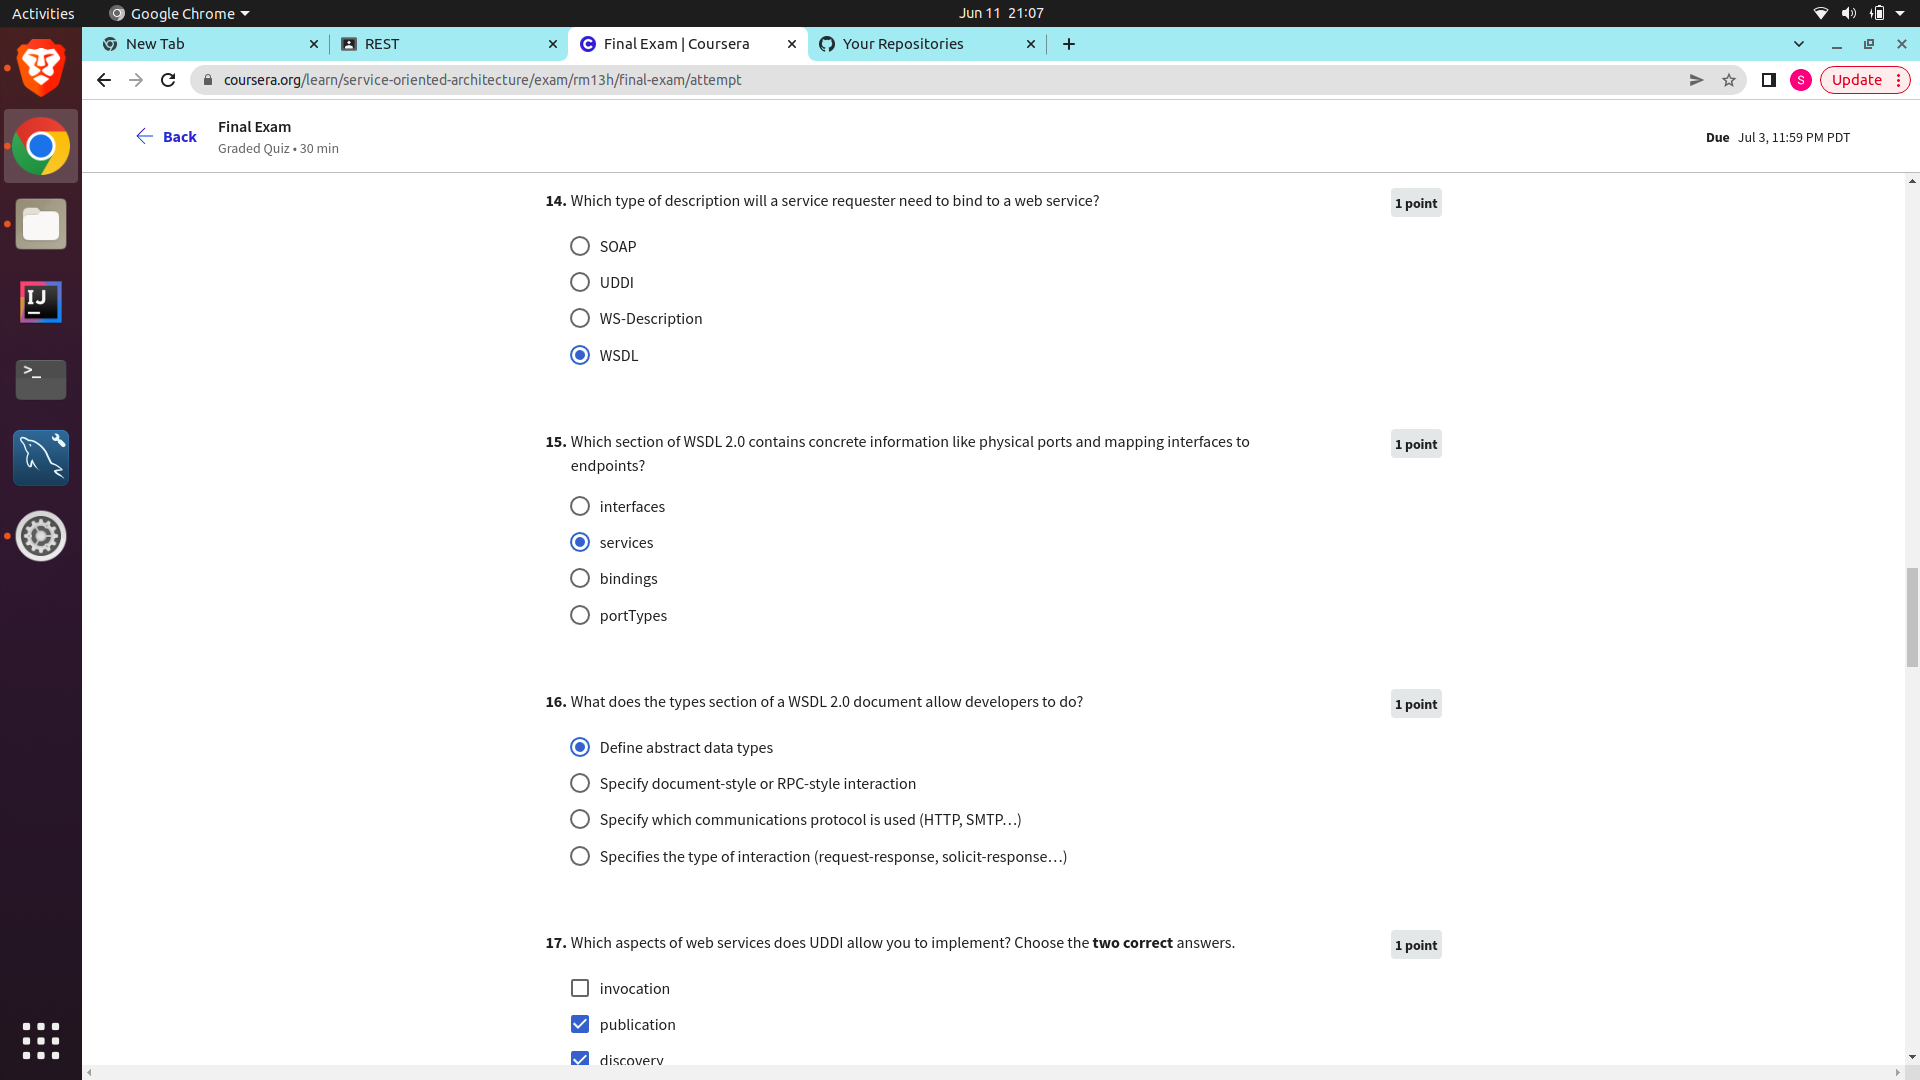 Activities
Google Chrome
Jun 11 21:07
New Tab
REST
Final Exam | Coursera
Your Repositories
coursera.org/learn/service-oriented-architecture/exam/rm13h/final-exam/attempt
S
Update
Back
Final Exam
Graded Quiz • 30 min
Due Jul 3, 11:59 PM PDT
14. Which type of description will a service requester need to bind to a web service?
1 point
SOAP
UDDI
WS-Description
WSDL
15. Which section of WSDL 2.0 contains concrete information like physical ports and mapping interfaces to
endpoints?
1 point
interfaces
services
bindings
portTypes
16. What does the types section of a WSDL 2.0 document allow developers to do?
1 point
Define abstract data types
Specify document-style or RPC-style interaction
Specify which communications protocol is used (HTTP, SMTP…)
Specifies the type of interaction (request-response, solicit-response…)
17. Which aspects of web services does UDDI allow you to implement? Choose the two correct answers.
1 point
invocation
publication
discovery
IJ
>_